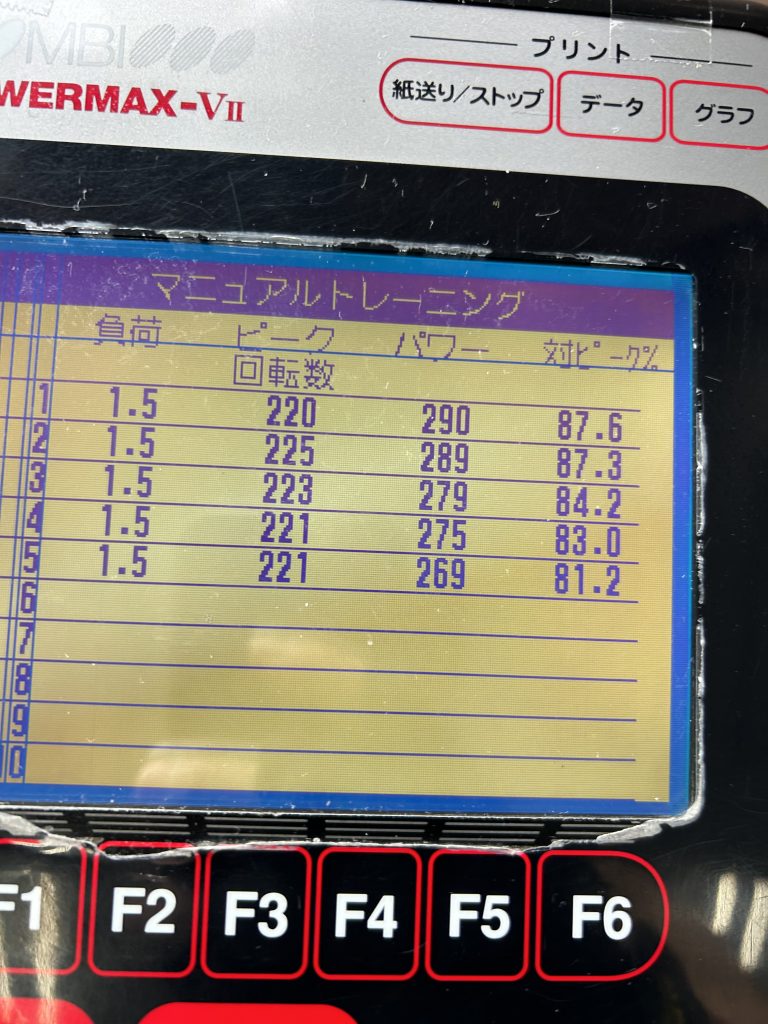 MBI
WERMAX-VII
プリント
紙送り/ストップ データ グラフ
マニュアルトレーニング
負荷 ピーク回転数 パワー 対ピーク%
1 1.5 220 290 87.6
2 1.5 225 289 87.3
3 1.5 223 279 84.2
4 1.5 221 275 83.0
5 1.5 221 269 81.2
6
7
8
9
10
F1 F2 F3 F4 F5 F6